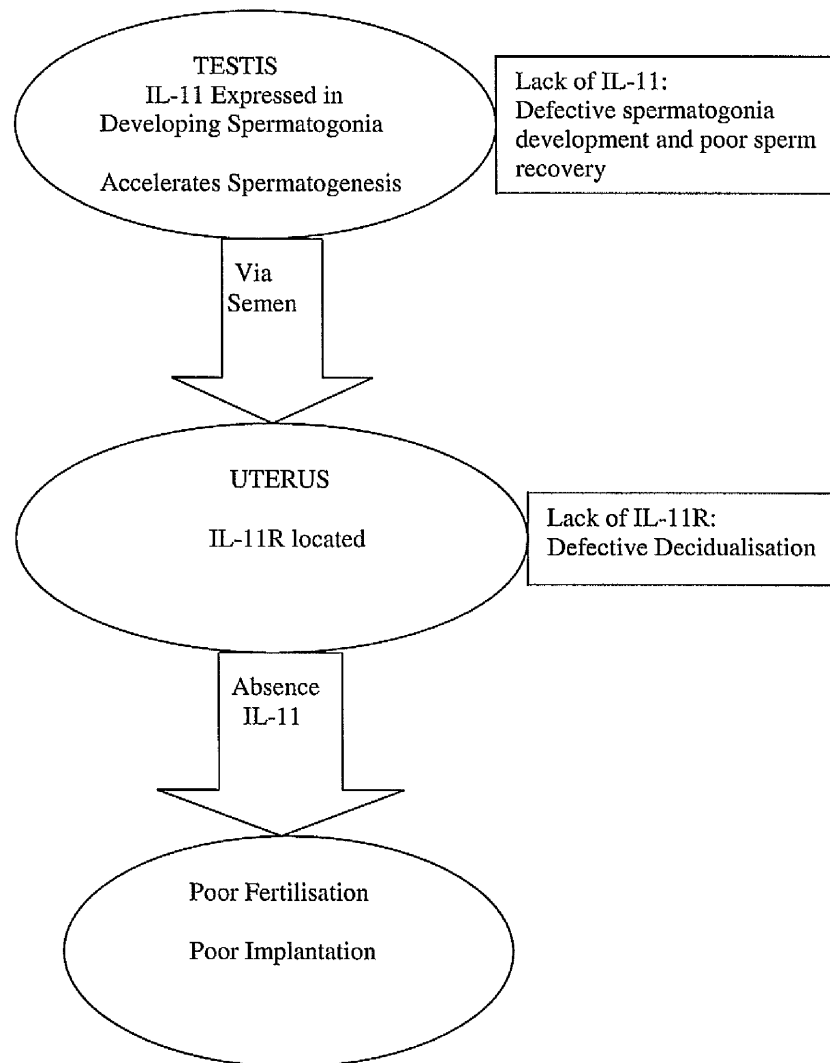 TESTIS
IL-11 Expressed in
Developing Spermatogonia
Accelerates Spermatogenesis
Lack of IL-11:
Defective spermatogonia
development and poor sperm
recovery
Via
Semen
UTERUS
IL-11R located
Lack of IL-11R:
Defective Decidualisation
Absence
IL-11
Poor Fertilisation
Poor Implantation